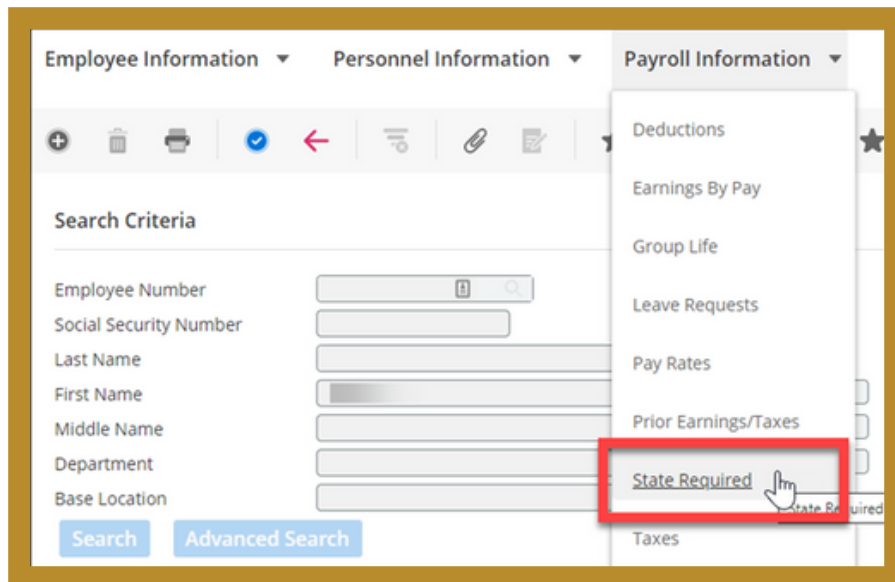 Employee Information Personnel Information Payroll Information
Deductions
Earnings By Pay
Search Criteria
Group Life
Employee Number
Leave Requests
Social Security Number
Last Name
Pay Rates
First Name
Prior Earnings/Taxes
Middle Name
Department
State Required
Base Location
State Required
Search Advanced Search
Taxes